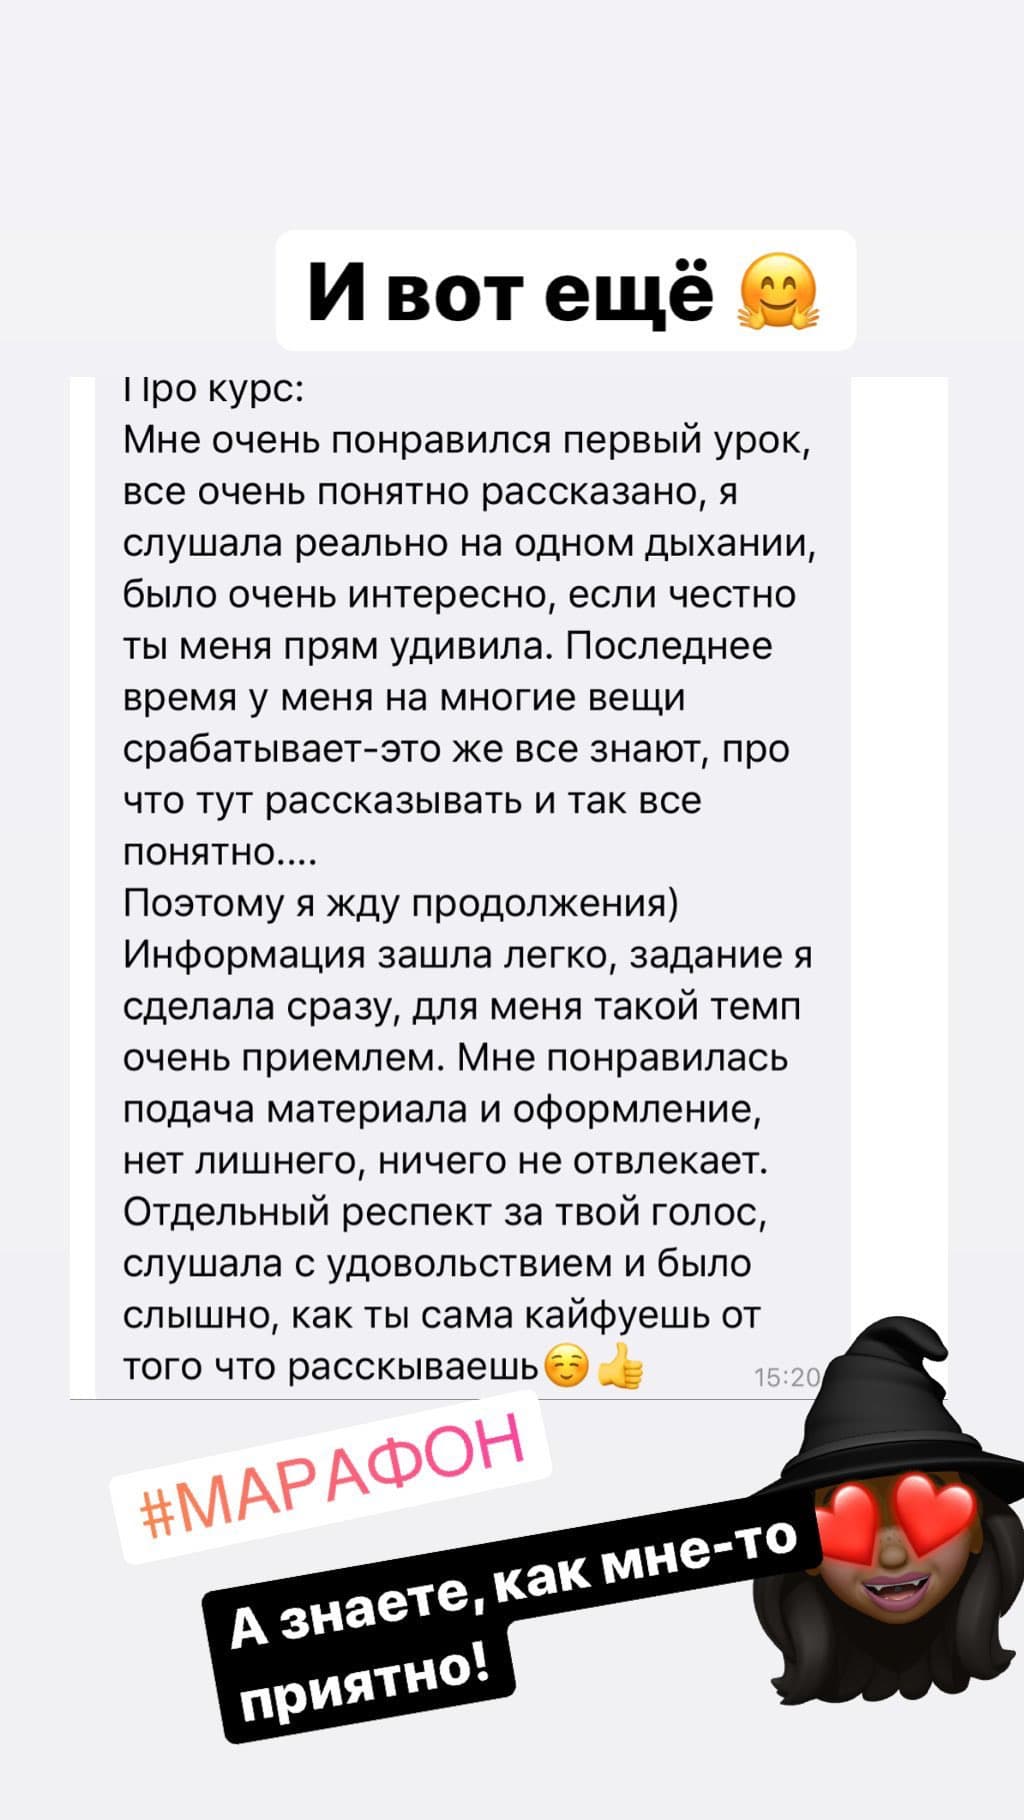 И вот ещё 🤗
Про курс:
Мне очень понравился первый урок,
все очень понятно рассказано, я
слушала реально на одном дыхании,
было очень интересно, если честно
ты меня прям удивила. Последнее
время у меня на многие вещи
срабатывает-это же все знают, про
что тут рассказывать и так все
понятно....
Поэтому я жду продолжения)
Информация зашла легко, задание я
сделала сразу, для меня такой темп
очень приемлем. Мне понравилась
подача материала и оформление,
нет лишнего, ничего не отвлекает.
Отдельный респект за твой голос,
слушала с удовольствием и было
слышно, как ты сама кайфуешь от
того что расскываешь☺️👍
15:20
#МАРАФОН
А знаете, как мне-то
приятно!